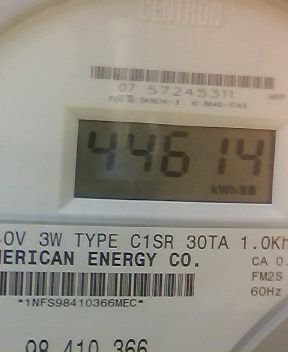 CENTRON
07 57245311
44614
kWh
0V 3W TYPE C1SR 30TA 1.0Kh
MERICAN ENERGY CO.
CA 0.
FM2S
*1NFS98410366MEC*
60Hz
98 410 366